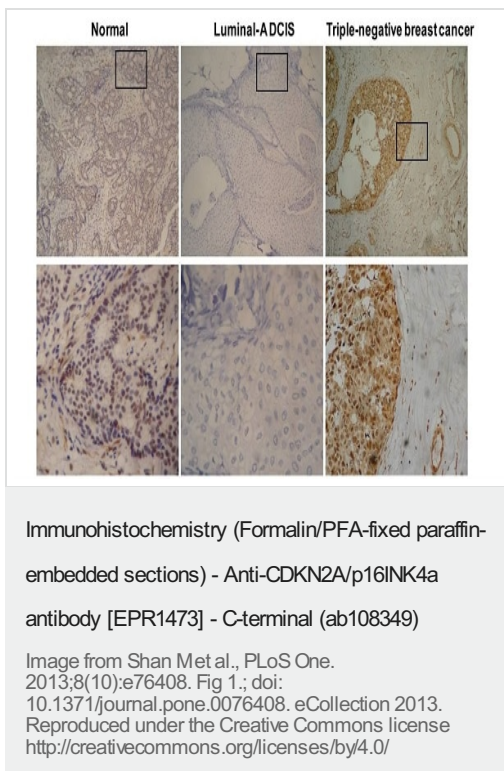 Normal Luminal-A DCIS Triple-negative breast cancer
Immunohistochemistry (Formalin/PFA-fixed paraffin-
embedded sections) - Anti-CDKN2A/p16INK4a
antibody [EPR1473] - C-terminal (ab108349)
Image from Shan M et al., PLoS One.
2013;8(10):e76408. Fig 1.; doi:
10.1371/journal.pone.0076408. eCollection 2013.
Reproduced under the Creative Commons license
http://creativecommons.org/licenses/by/4.0/